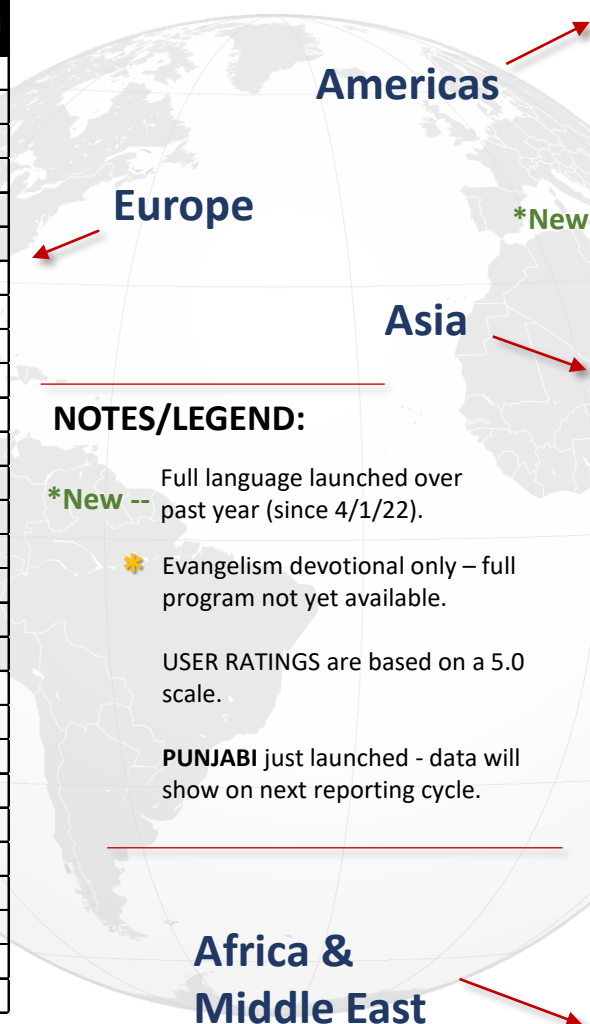 Americas
Europe
*New
Asia
NOTES/LEGEND:
Full language launched over
*New -- past year (since 4/1/22).
* Evangelism devotional only – full
program not yet available.
USER RATINGS are based on a 5.0
scale.
PUNJABI just launched - data will
show on next reporting cycle.
Africa &
Middle East